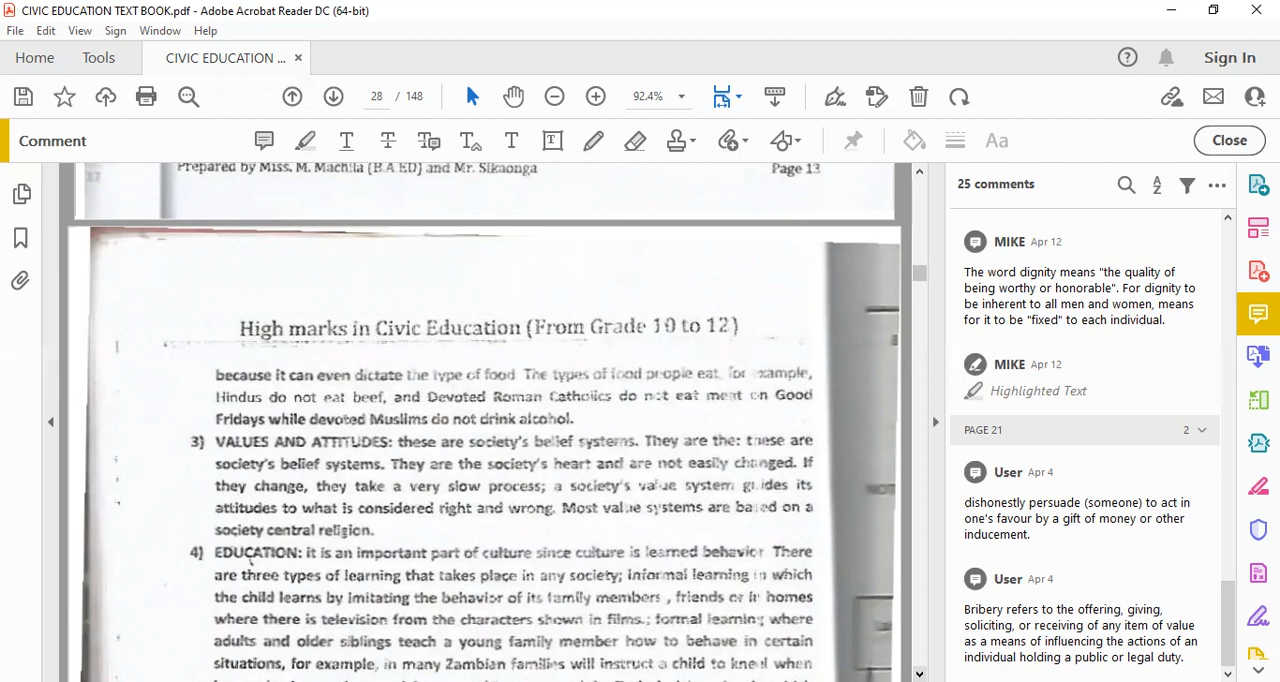 CIVIC EDUCATION TEXT BOOK.pdf - Adobe Acrobat Reader DC (64-bit)
File Edit View Sign Window Help
Home Tools CIVIC EDUCATION ... × Sign In
28 / 148 92.4%
Comment Close
Prepared by Miss. M. Machila (B.A ED) and Mr. Sikaonga Page 13
High marks in Civic Education (From Grade 10 to 12)
because it can even dictate the type of food The types of food people eat, for example,
Hindus do not eat beef, and Devoted Roman Catholics do not eat meat on Good
Fridays while devoted Muslims do not drink alcohol.
3) VALUES AND ATTITUDES: these are society's belief systems. They are the: these are
society's belief systems. They are the society's heart and are not easily changed. If
they change, they take a very slow process; a society's value system guides its
attitudes to what is considered right and wrong. Most value systems are based on a
society central religion.
4) EDUCATION: it is an important part of culture since culture is learned behavior There
are three types of learning that takes place in any society; informal learning in which
the child learns by imitating the behavior of its family members , friends or in homes
where there is television from the characters shown in films.; formal learning where
adults and older siblings teach a young family member how to behave in certain
situations, for example, in many Zambian families will instruct a child to kneel when
25 comments
MIKE Apr 12
The word dignity means "the quality of
being worthy or honorable". For dignity to
be inherent to all men and women, means
for it to be "fixed" to each individual.
MIKE Apr 12
Highlighted Text
PAGE 21 2
User Apr 4
dishonestly persuade (someone) to act in
one's favour by a gift of money or other
inducement.
User Apr 4
Bribery refers to the offering, giving,
soliciting, or receiving of any item of value
as a means of influencing the actions of an
individual holding a public or legal duty.